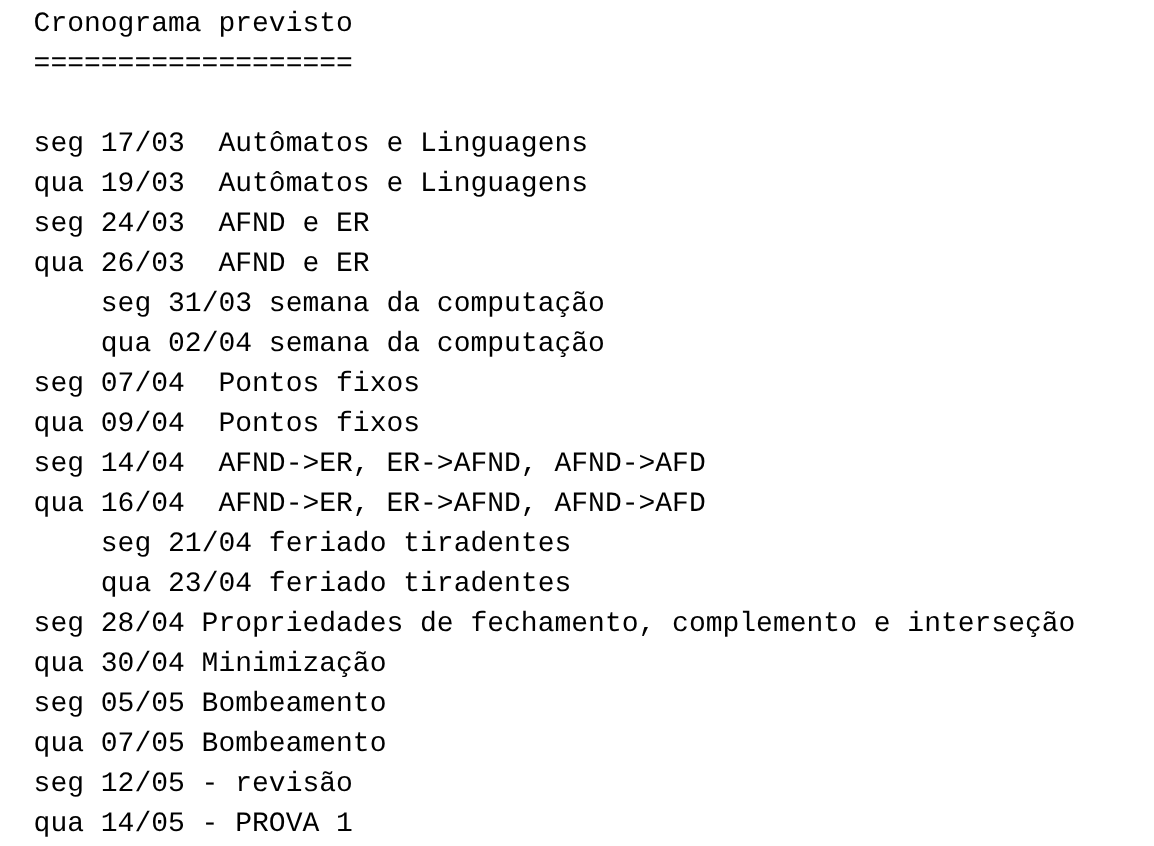 Cronograma previsto
===================
seg 17/03  Autômatos e Linguagens
qua 19/03  Autômatos e Linguagens
seg 24/03  AFND e ER
qua 26/03  AFND e ER
    seg 31/03 semana da computação
    qua 02/04 semana da computação
seg 07/04  Pontos fixos
qua 09/04  Pontos fixos
seg 14/04  AFND->ER, ER->AFND, AFND->AFD
qua 16/04  AFND->ER, ER->AFND, AFND->AFD
    seg 21/04 feriado tiradentes
    qua 23/04 feriado tiradentes
seg 28/04 Propriedades de fechamento, complemento e interseção
qua 30/04 Minimização
seg 05/05 Bombeamento
qua 07/05 Bombeamento
seg 12/05 - revisão
qua 14/05 - PROVA 1